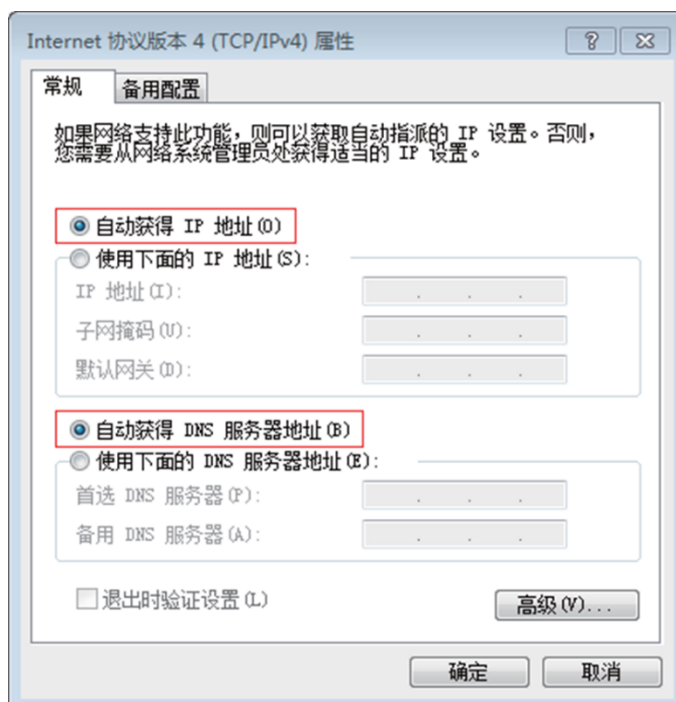 Internet 协议版本 4 (TCP/IPv4) 属性
常规
备用配置
如果网络支持此功能，则可以获取自动指派的 IP 设置。否则，
您需要从网络系统管理员处获得适当的 IP 设置。
自动获得 IP 地址(O)
使用下面的 IP 地址(S):
IP 地址(I):
子网掩码(U):
默认网关(D):
自动获得 DNS 服务器地址(B)
使用下面的 DNS 服务器地址(E):
首选 DNS 服务器(P):
备用 DNS 服务器(A):
退出时验证设置(L)
高级(V)...
确定
取消